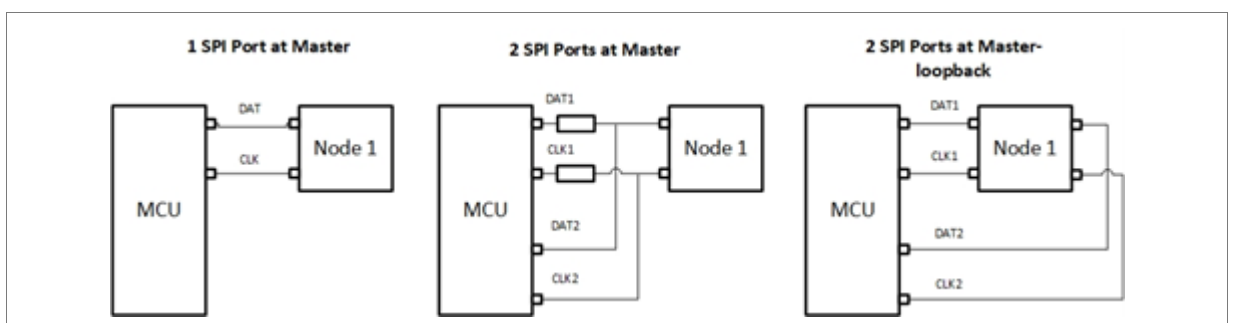 1 SPI Port at Master
DAT
CLK
MCU
Node 1
2 SPI Ports at Master
DAT1
CLK1
DAT2
CLK2
MCU
Node 1
2 SPI Ports at Master-
loopback
DAT1
CLK1
DAT2
CLK2
MCU
Node 1